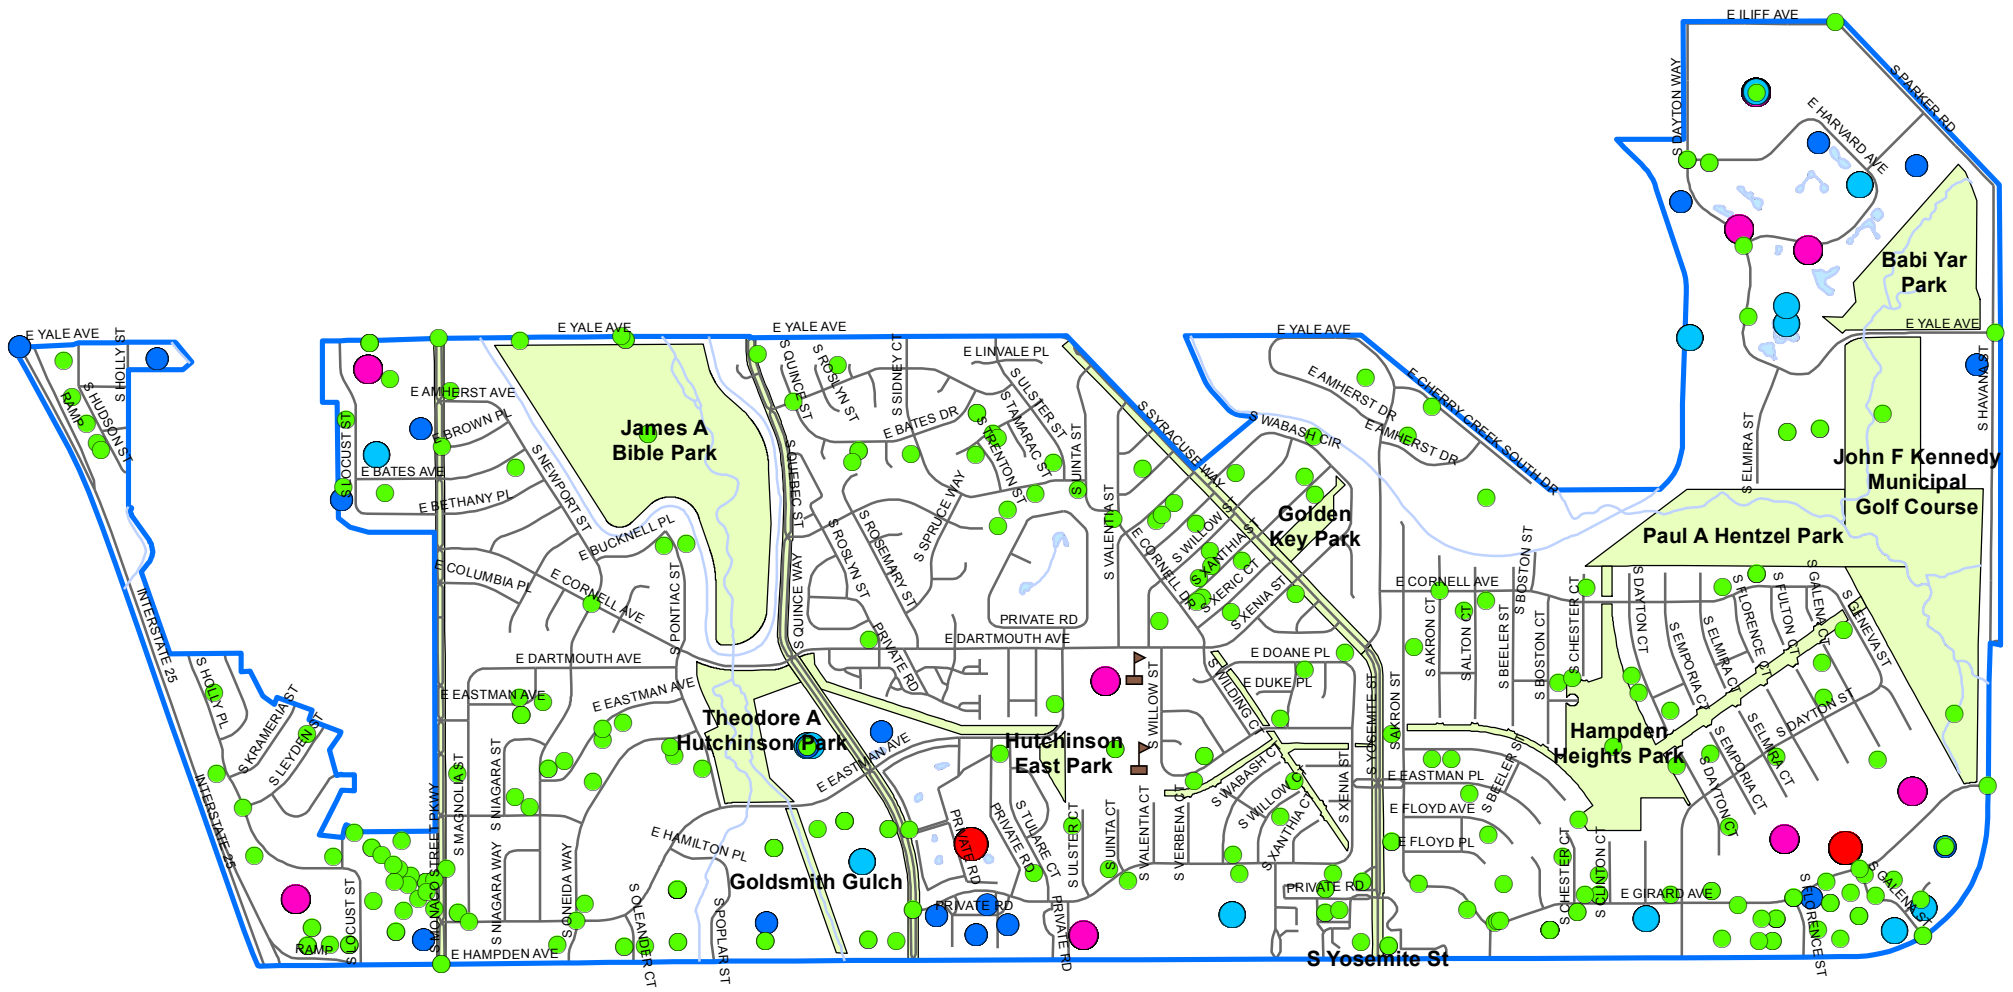 E ILIFF AVE
S PARKER RD
S DAYTON WAY
E HARVARD AVE
Babi Yar
Park
E YALE AVE
S HAVANA ST
E YALE AVE
S HOLLY ST
S HUDSON ST
RAMP
E YALE AVE
E YALE AVE
E YALE AVE
E AMHERST AVE
E BROWN PL
S LOCUST ST
E BATES AVE
E BETHANY PL
S NEWPORT ST
James A
Bible Park
S QUINCE ST
S ROSLYN ST
S SIDNEY CT
E LINVALE PL
S ULSTER ST
S TAMARAC ST
E BATES DR
S TRENTON ST
S UINTA ST
S QUEBEC ST
S SPRUCE WAY
S VALENTIA ST
S SYRACUSE WAY
S WABASH CIR
E AMHERST DR
E AMHERST DR
E CHERRY CREEK SOUTH DR
S ELMIRA ST
John F Kennedy
Municipal
Golf Course
Golden
Key Park
Paul A Hentzel Park
E BUCKNELL PL
E COLUMBIA PL
E CORNELL AVE
S PONTIAC ST
S QUINCE WAY
S ROSLYN ST
S ROSEMARY ST
PRIVATE RD
E CORNELL DR
S WILLOW ST
S XANTHIA ST
S XERIC CT
S XENIA ST
E CORNELL AVE
S BOSTON ST
S AKRON CT
S ALTON CT
S BEELER ST
S BOSTON CT
S CHESTER CT
S DAYTON CT
S EMPORIA CT
S ELMIRA CT
S FLORENCE CT
S FULTON CT
S GALENA CT
S GENEVA ST
INTERSTATE 25
E DARTMOUTH AVE
E DARTMOUTH AVE
PRIVATE RD
E EASTMAN AVE
E EASTMAN AVE
E DOANE PL
E DUKE PL
S WILDING CT
S WILLOW ST
S YOSEMITE ST
S AKRON ST
S HOLLY PL
S KRAMERIA ST
S LEYDEN ST
Theodore A
Hutchinson Park
E EASTMAN AVE
Hutchinson
East Park
Hampden
Heights Park
S DAYTON ST
S ELMIRA CT
S EMPORIA CT
S DAYTON CT
INTERSTATE 25
S MONACO STREET PKWY
S MAGNOLIA ST
S NIAGARA ST
S NIAGARA WAY
S ONEIDA WAY
E HAMILTON PL
S OLEANDER CT
S POPLAR ST
Goldsmith Gulch
PRIVATE RD
PRIVATE RD
S TULARE CT
S ULSTER CT
S UINTA CT
S VALENTIA CT
S VERBENA CT
S WABASH CT
S WILLOW CT
S XANTHIA CT
S XENIA ST
E EASTMAN PL
S BEELER ST
E FLOYD AVE
E FLOYD PL
S CHESTER CT
S CLINTON CT
S CHESTER CT
E GIRARD AVE
PRIVATE RD
PRIVATE RD
PRIVATE RD
S FLORENCE ST
S GALENA ST
S LOCUST ST
RAMP
E HAMPDEN AVE
S Yosemite St